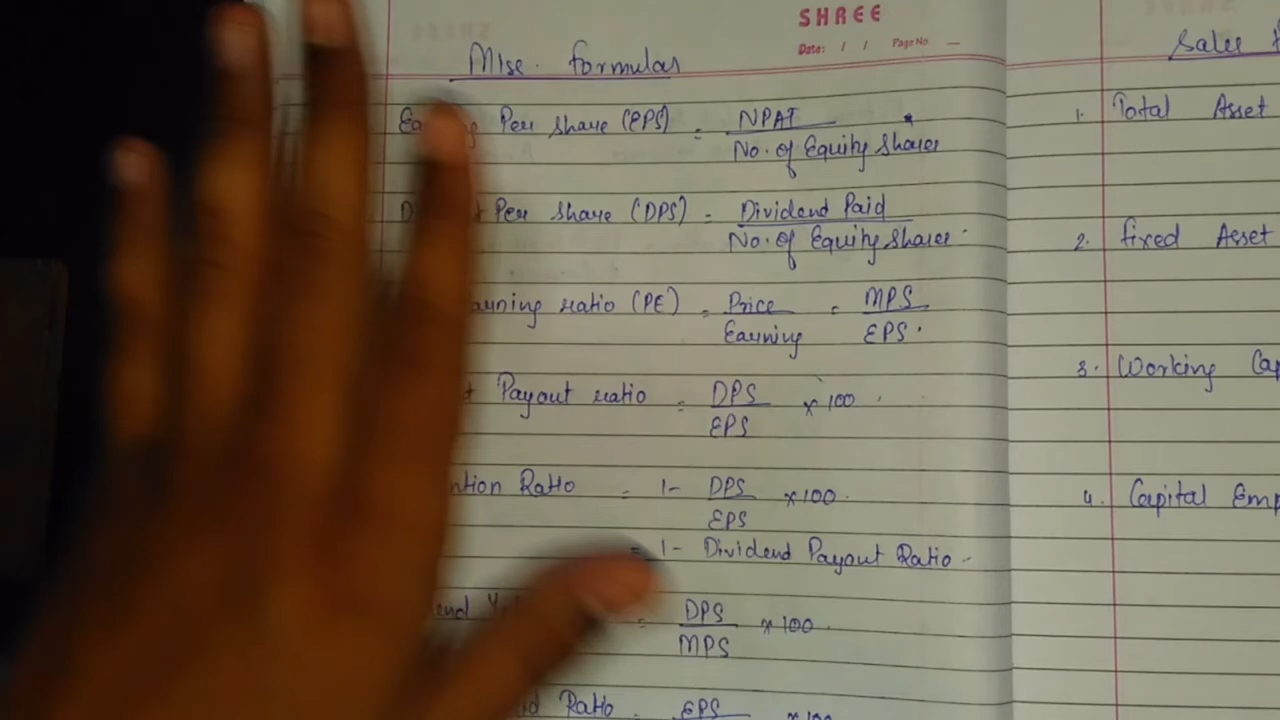 SHREE
Date: / / Page No
Misc. formulas
Per Share (EPS) = NPAT / No. of Equity Shares
Per Share (DPS) = Dividend Paid / No. of Equity Shares
ratio (PE) = Price / Earning = MPS / EPS
Payout ratio = DPS / EPS × 100
Ratio = 1 - DPS / EPS × 100
= 1 - Dividend Payout Ratio
= DPS / MPS × 100
Ratio = EPS × 100
Sales
1. Total Asset
2. fixed Asset
3. Working
4. Capital